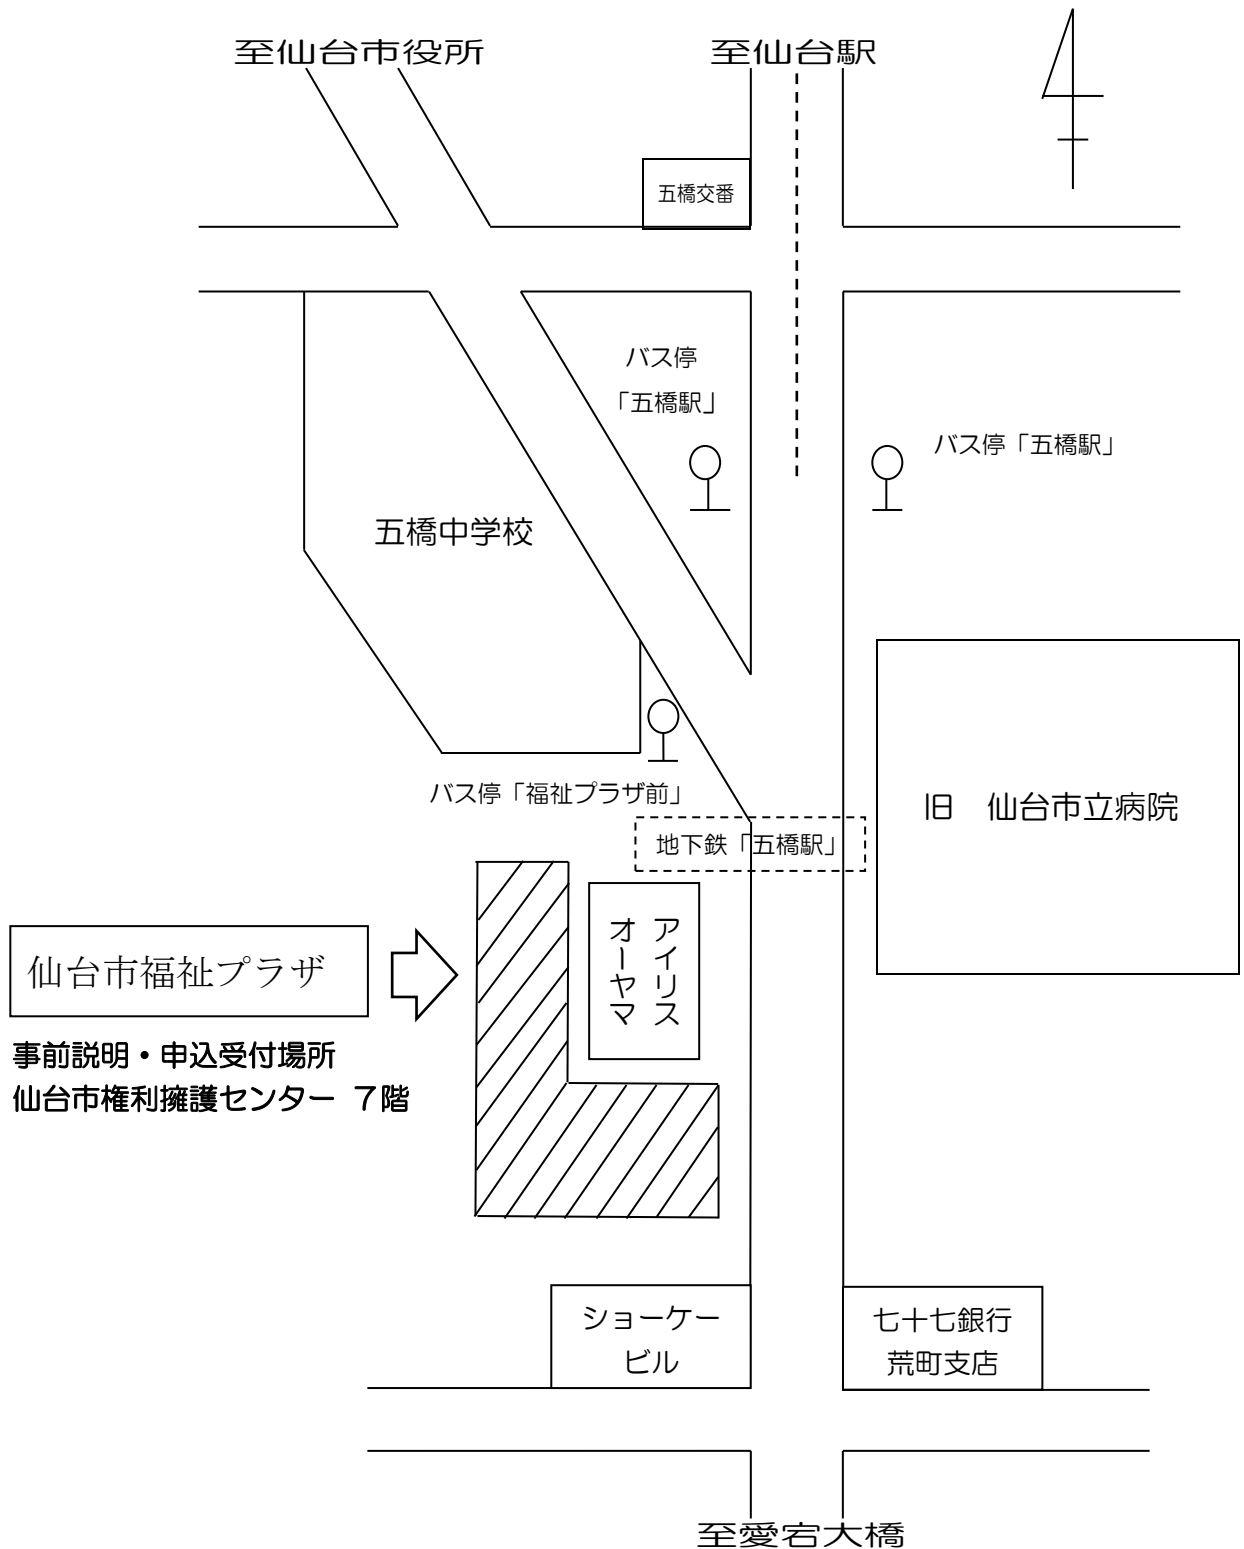 至仙台市役所
至仙台駅
五橋交番
バス停
「五橋駅」
バス停「五橋駅」
五橋中学校
バス停「福祉プラザ前」
旧　仙台市立病院
地下鉄「五橋駅」
アイリス
オーヤマ
仙台市福祉プラザ
事前説明・申込受付場所
仙台市権利擁護センター ７階
ショーケー
ビル
七十七銀行
荒町支店
至愛宕大橋